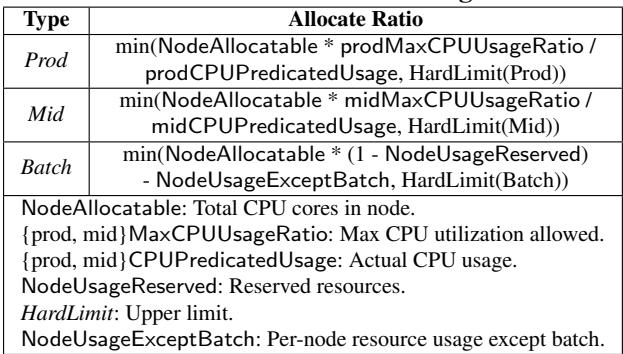 Type Allocate Ratio
Prod min(NodeAllocatable * prodMaxCPUUsageRatio /
prodCPUPredicatedUsage, HardLimit(Prod))
Mid min(NodeAllocatable * midMaxCPUUsageRatio /
midCPUPredicatedUsage, HardLimit(Mid))
Batch min(NodeAllocatable * (1 - NodeUsageReserved)
- NodeUsageExceptBatch, HardLimit(Batch))
NodeAllocatable: Total CPU cores in node.
{prod, mid}MaxCPUUsageRatio: Max CPU utilization allowed.
{prod, mid}CPUPredicatedUsage: Actual CPU usage.
NodeUsageReserved: Reserved resources.
HardLimit: Upper limit.
NodeUsageExceptBatch: Per-node resource usage except batch.